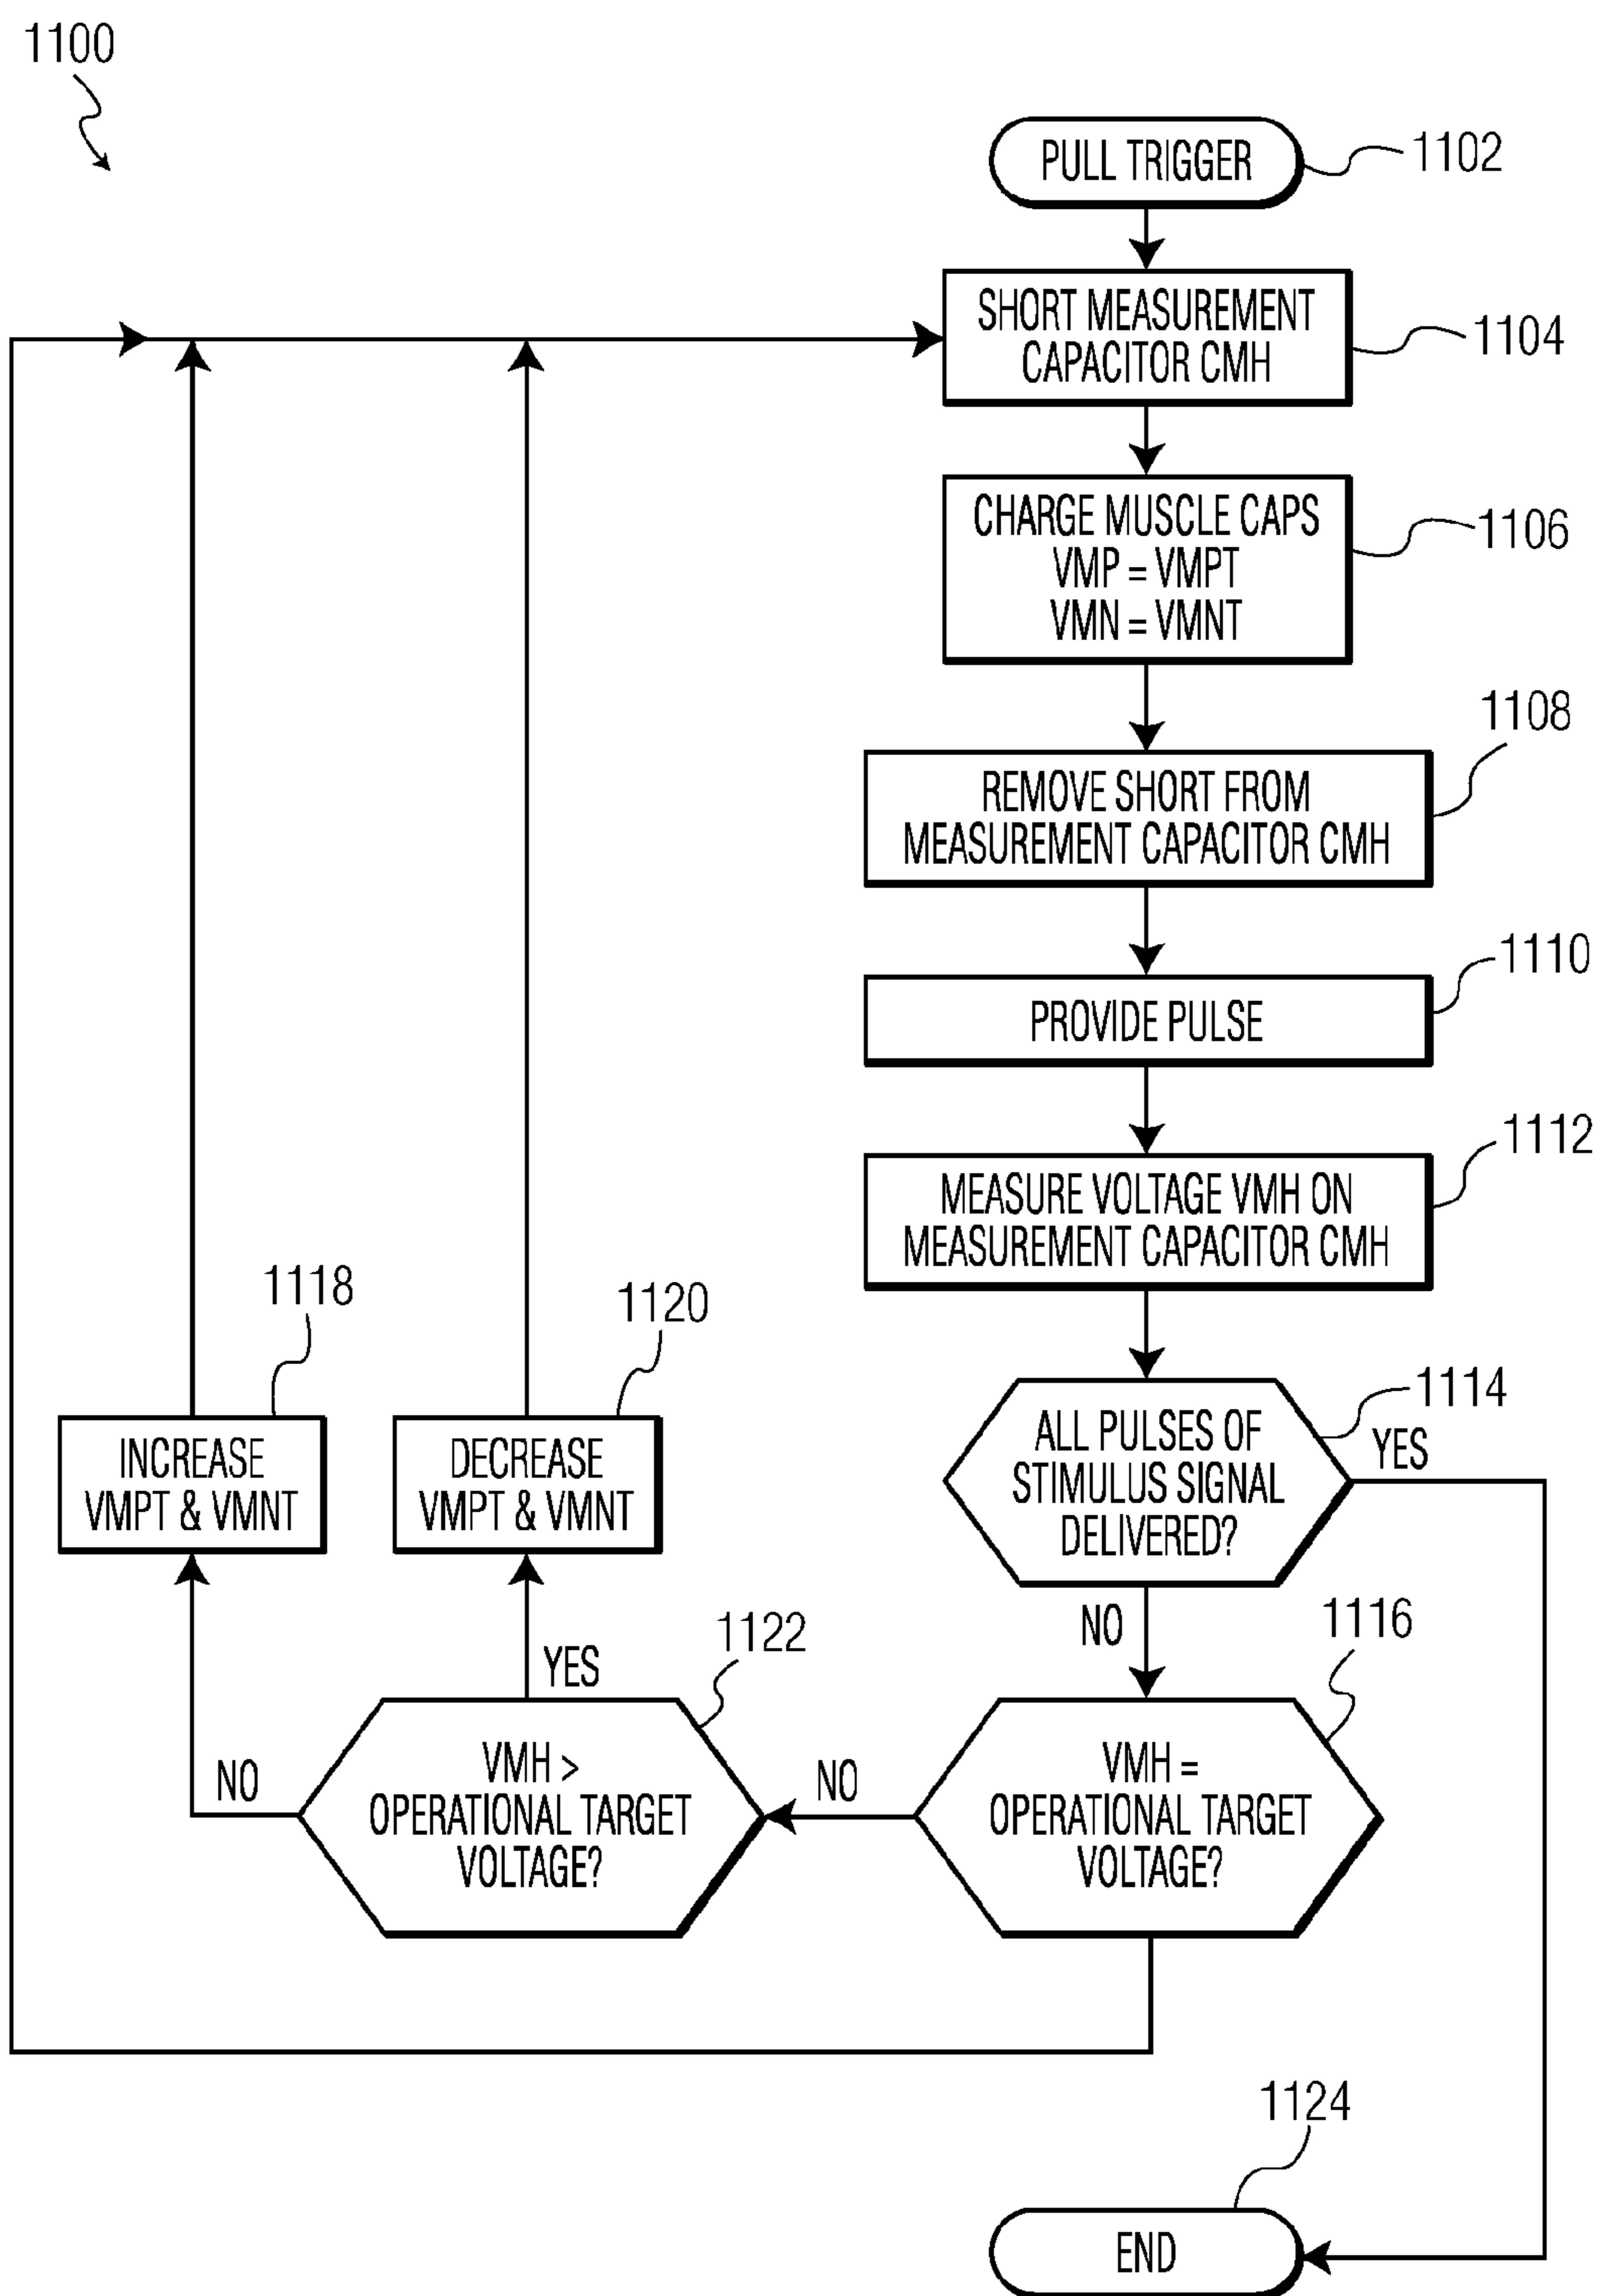 1100
PULL TRIGGER
1102
SHORT MEASUREMENT
CAPACITOR CMH
1104
CHARGE MUSCLE CAPS
VMP = VMPT
VMN = VMNT
1106
REMOVE SHORT FROM
MEASUREMENT CAPACITOR CMH
1108
PROVIDE PULSE
1110
MEASURE VOLTAGE VMH ON
MEASUREMENT CAPACITOR CMH
1112
ALL PULSES OF
STIMULUS SIGNAL
DELIVERED?
1114
YES
NO
VMH =
OPERATIONAL TARGET
VOLTAGE?
1116
NO
VMH >
OPERATIONAL TARGET
VOLTAGE?
1122
YES
NO
DECREASE
VMPT & VMNT
1120
INCREASE
VMPT & VMNT
1118
END
1124